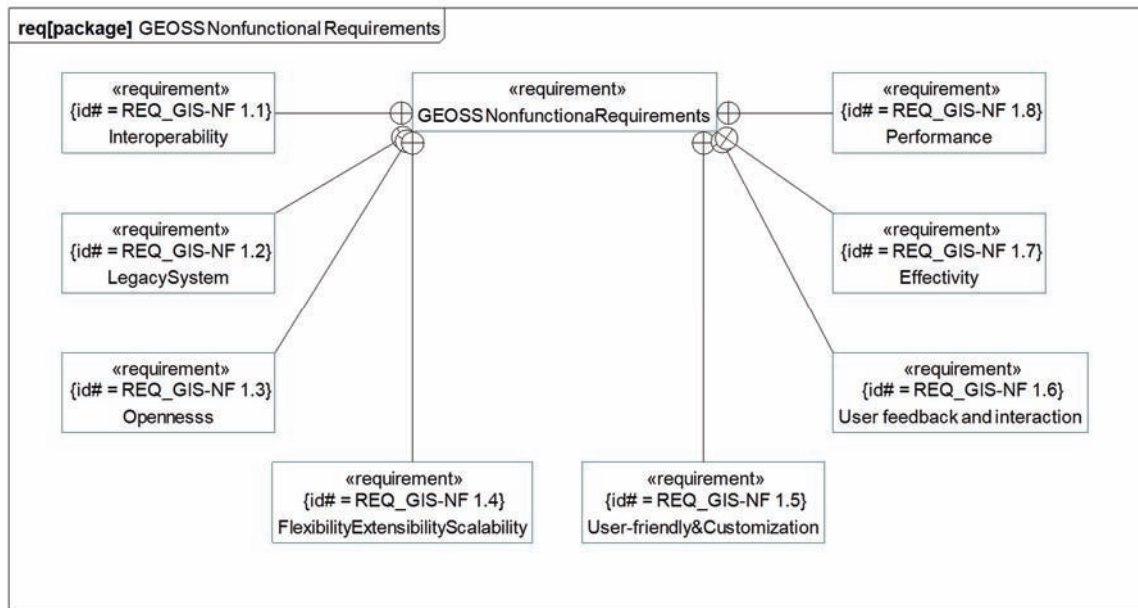 req[package] GEOSS Nonfunctional Requirements
«requirement»
{id# = REQ_GIS-NF 1.1}
Interoperability
«requirement»
GEOSS NonfunctionaRequirements
«requirement»
{id# = REQ_GIS-NF 1.8}
Performance
«requirement»
{id# = REQ_GIS-NF 1.2}
LegacySystem
«requirement»
{id# = REQ_GIS-NF 1.7}
Effectivity
«requirement»
{id# = REQ_GIS-NF 1.3}
Opennesss
«requirement»
{id# = REQ_GIS-NF 1.6}
User feedback and interaction
«requirement»
{id# = REQ_GIS-NF 1.4}
FlexibilityExtensibilityScalability
«requirement»
{id# = REQ_GIS-NF 1.5}
User-friendly&Customization